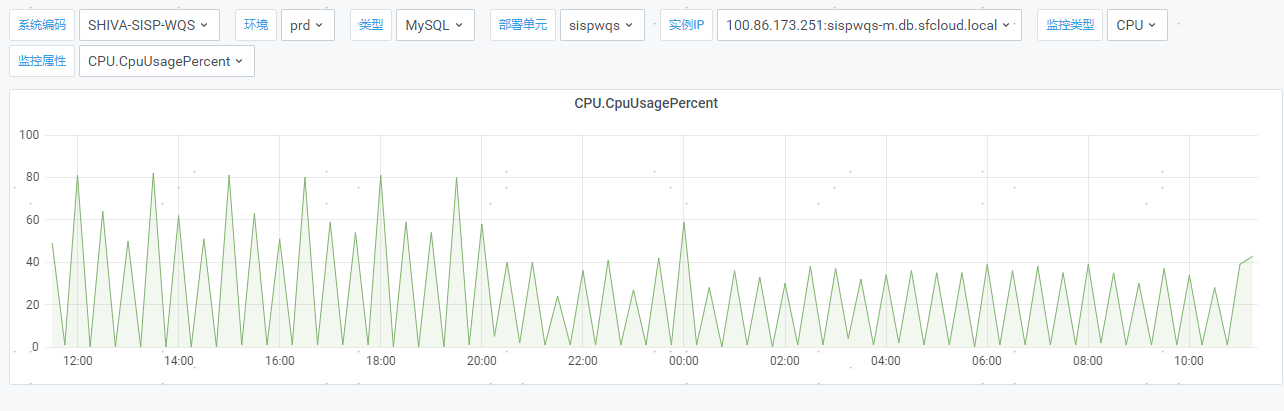 系统编码 SHIVA-SISP-WQS 环境 prd 类型 MySQL 部署单元 sispwqs 实例IP 100.86.173.251:sispwqs-m.db.sfcloud.local 监控类型 CPU
监控属性 CPU.CpuUsagePercent
CPU.CpuUsagePercent
100
80
60
40
20
0
12:00 14:00 16:00 18:00 20:00 22:00 00:00 02:00 04:00 06:00 08:00 10:00